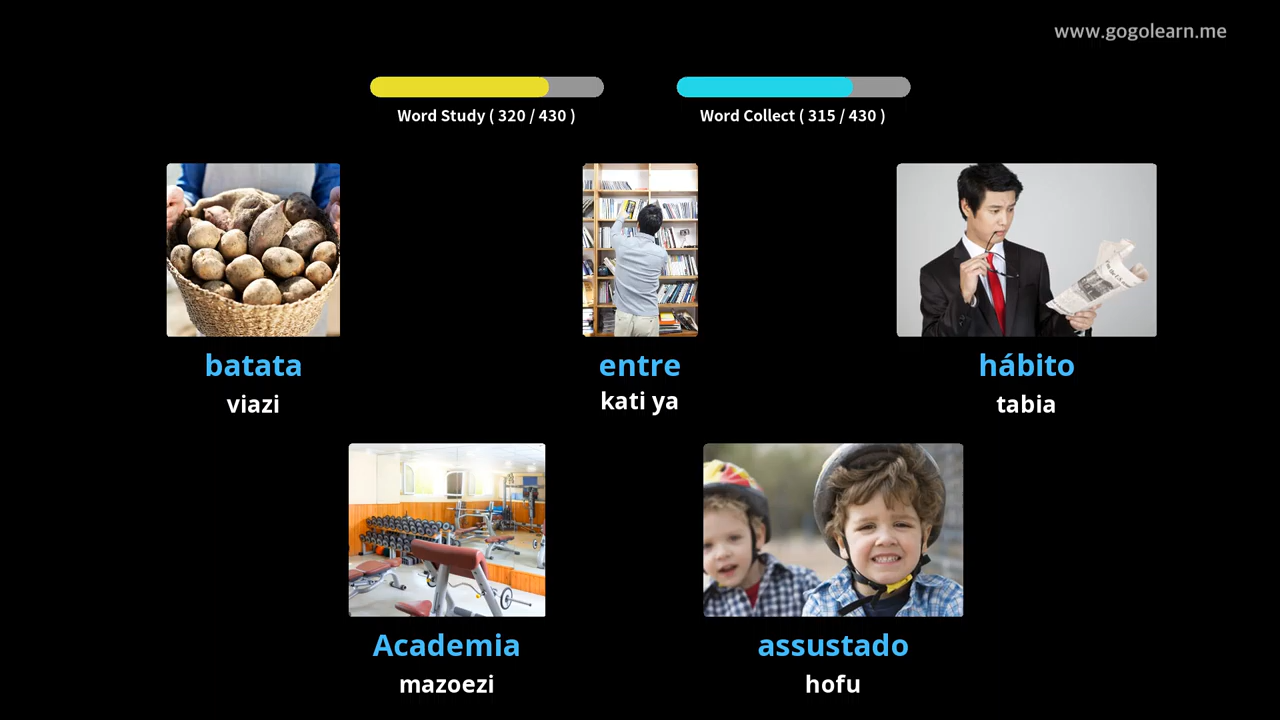 www.gogolearn.me
Word Study ( 320 / 430 )
Word Collect ( 315 / 430 )
batata
viazi
entre
kati ya
hábito
tabia
Academia
mazoezi
assustado
hofu